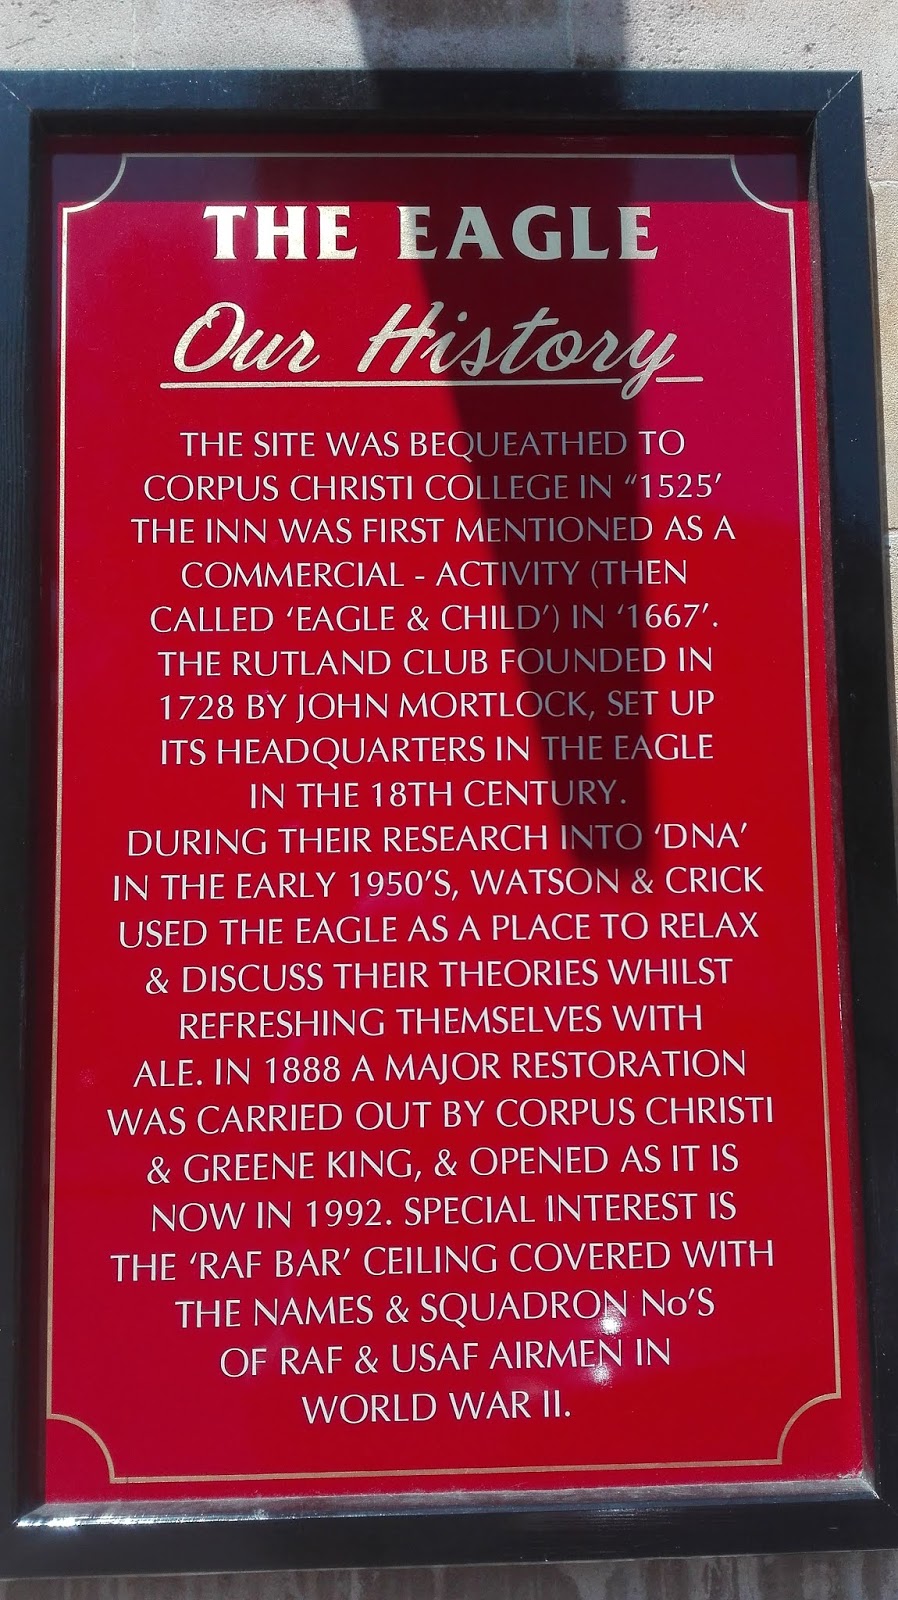 THE EAGLE
Our History
THE SITE WAS BEQUEATHED TO
CORPUS CHRISTI COLLEGE IN “1525’
THE INN WAS FIRST MENTIONED AS A
COMMERCIAL - ACTIVITY (THEN
CALLED ‘EAGLE & CHILD’) IN ‘1667’.
THE RUTLAND CLUB FOUNDED IN
1728 BY JOHN MORTLOCK, SET UP
ITS HEADQUARTERS IN THE EAGLE
IN THE 18TH CENTURY.
DURING THEIR RESEARCH INTO ‘DNA’
IN THE EARLY 1950’S, WATSON & CRICK
USED THE EAGLE AS A PLACE TO RELAX
& DISCUSS THEIR THEORIES WHILST
REFRESHING THEMSELVES WITH
ALE. IN 1888 A MAJOR RESTORATION
WAS CARRIED OUT BY CORPUS CHRISTI
& GREENE KING, & OPENED AS IT IS
NOW IN 1992. SPECIAL INTEREST IS
THE ‘RAF BAR’ CEILING COVERED WITH
THE NAMES & SQUADRON No’S
OF RAF & USAF AIRMEN IN
WORLD WAR II.